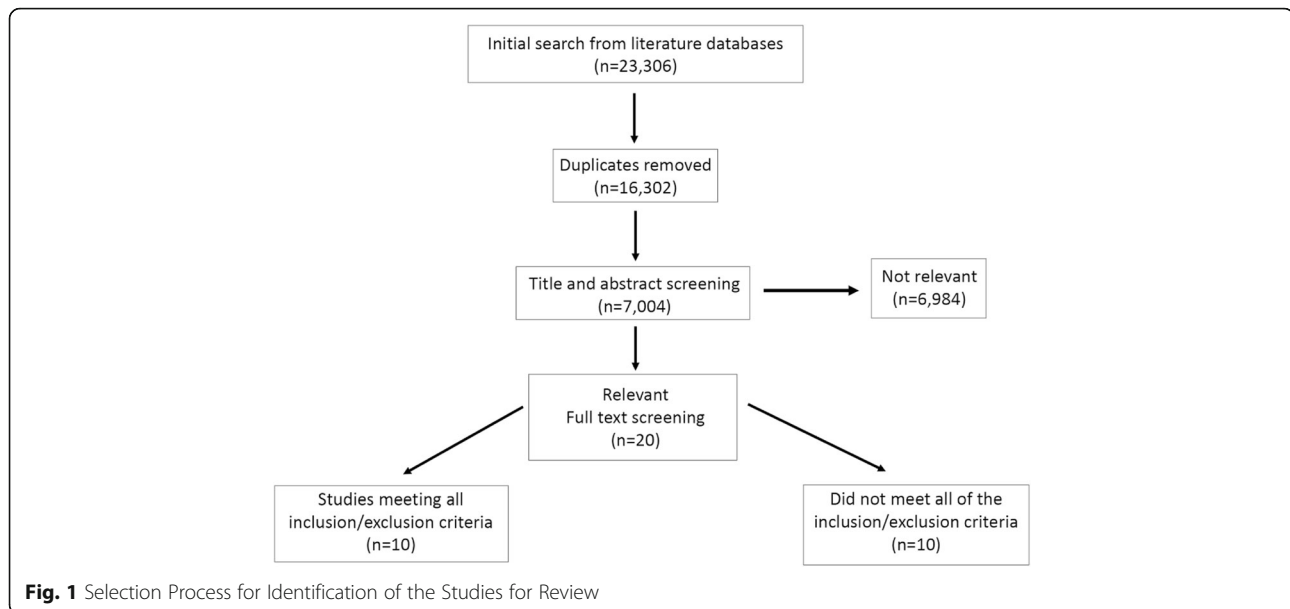 Initial search from literature databases
(n=23,306)
Duplicates removed
(n=16,302)
Title and abstract screening
(n=7,004)
Not relevant
(n=6,984)
Relevant
Full text screening
(n=20)
Studies meeting all
inclusion/exclusion criteria
(n=10)
Did not meet all of the
inclusion/exclusion criteria
(n=10)
Fig. 1 Selection Process for Identification of the Studies for Review